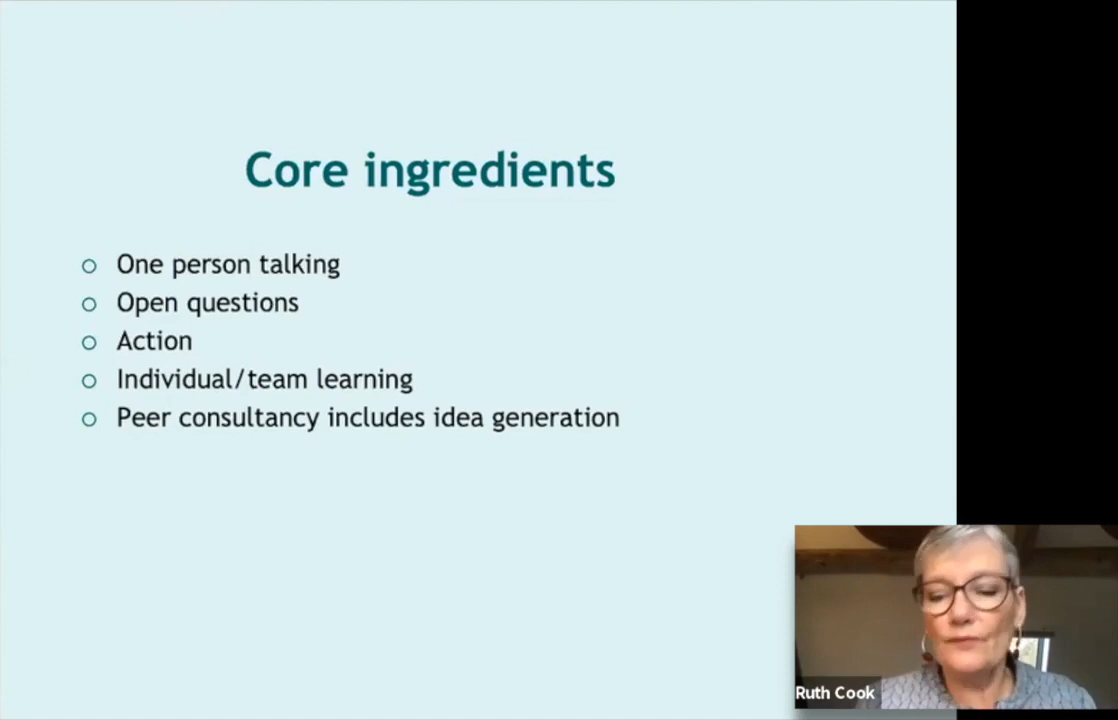 Core ingredients
One person talking
Open questions
Action
Individual/team learning
Peer consultancy includes idea generation
Ruth Cook